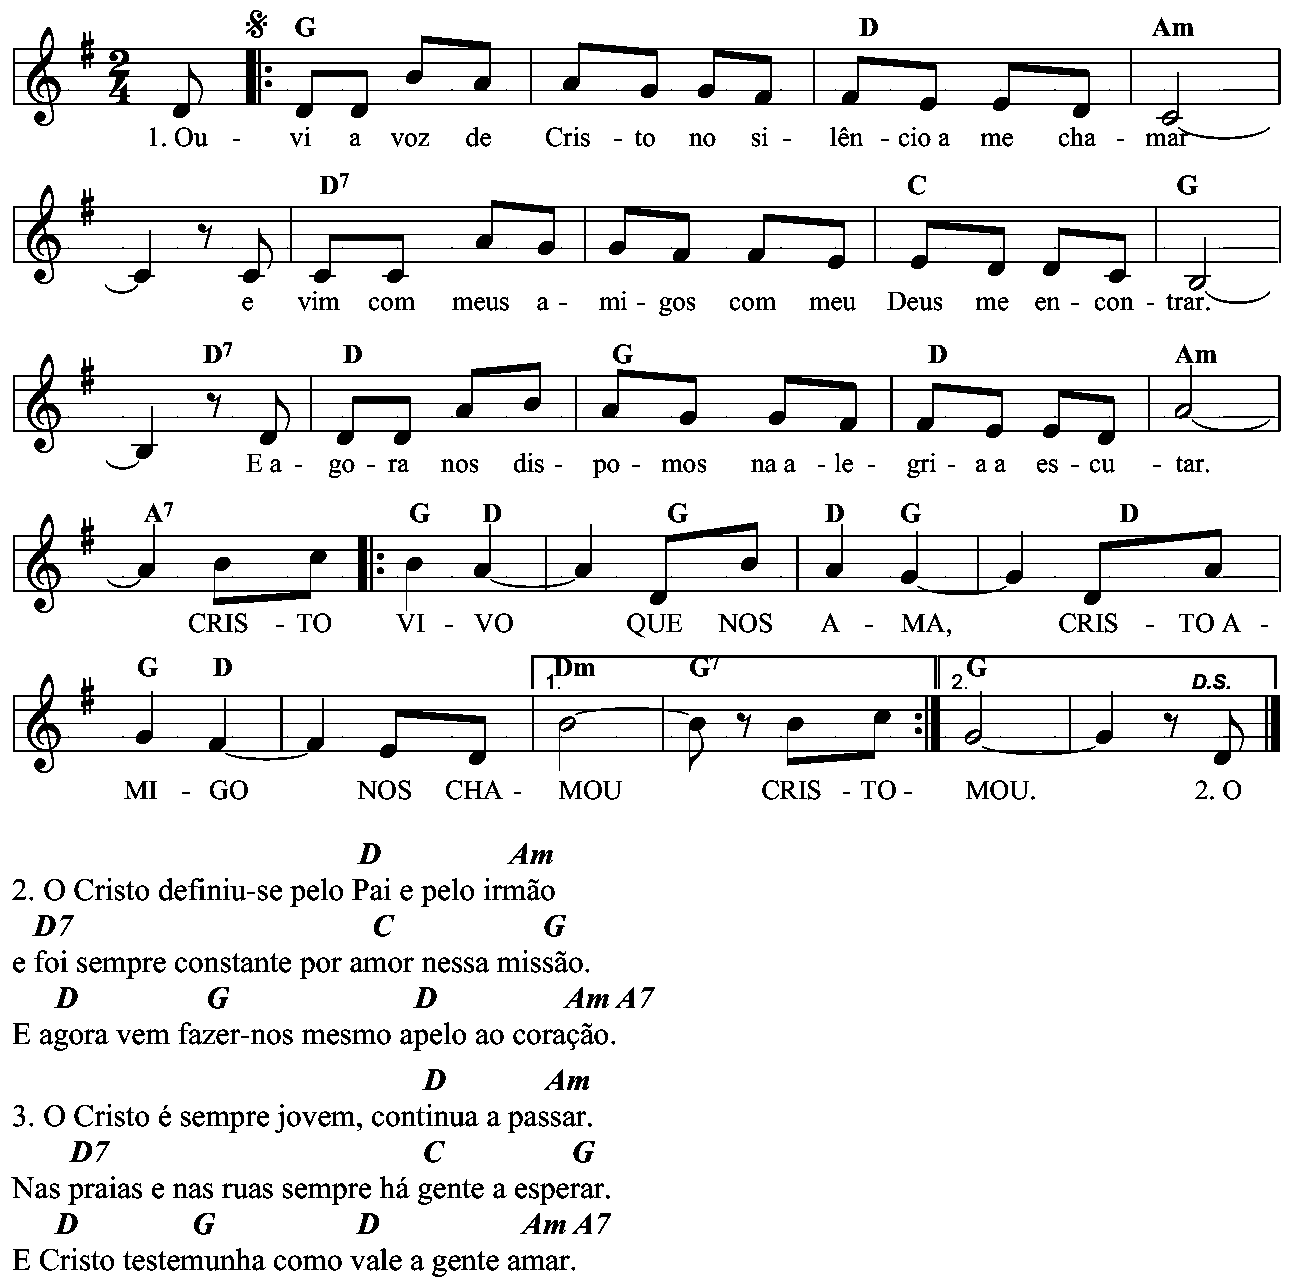 G D Am
2 4
1. Ou - vi a voz de Cris - to no si - lên - cio a me cha - mar
D7 C G
e vim com meus a - mi - gos com meu Deus me en - con - trar.
D7 D G D Am
E a - go - ra nos dis - po - mos na a - le - gri - a a es - cu - tar.
A7 G D G D G D
CRIS - TO VI - VO QUE NOS A - MA, CRIS - TO A -
G D Dm G7 G
1. 2. D.S.
MI - GO NOS CHA - MOU CRIS - TO - MOU. 2. O
D Am
2. O Cristo definiu-se pelo Pai e pelo irmão
D7 C G
e foi sempre constante por amor nessa missão.
D G D Am A7
E agora vem fazer-nos mesmo apelo ao coração.
D Am
3. O Cristo é sempre jovem, continua a passar.
D7 C G
Nas praias e nas ruas sempre há gente a esperar.
D G D Am A7
E Cristo testemunha como vale a gente amar.